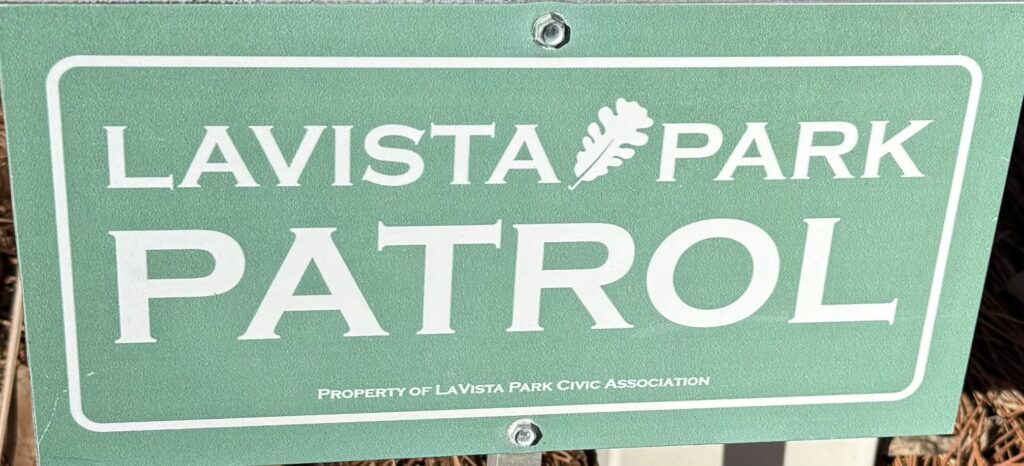 LAVISTA PARK
PATROL
PROPERTY OF LAVISTA PARK CIVIC ASSOCIATION